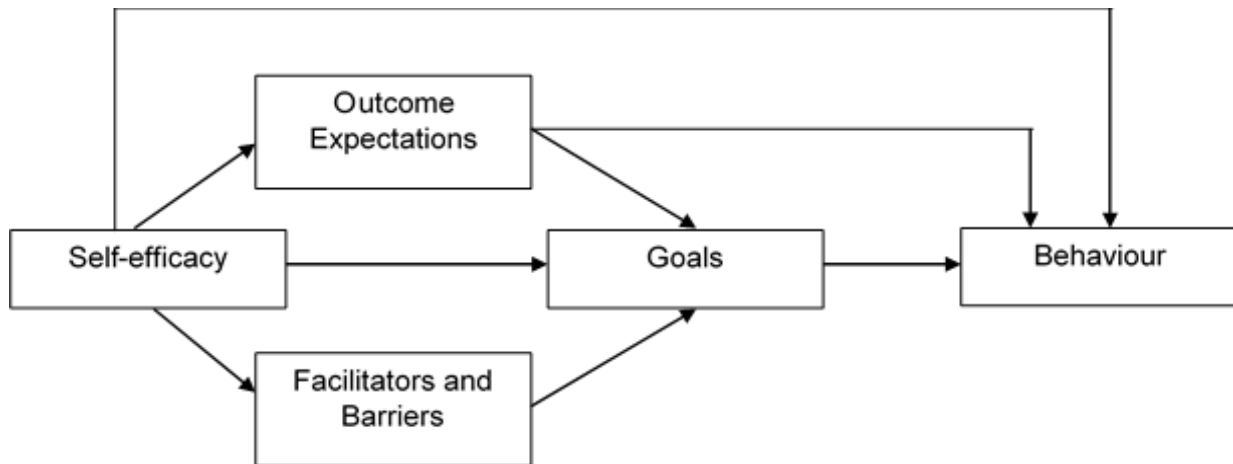 Outcome
Expectations
Self-efficacy
Goals
Behaviour
Facilitators and
Barriers